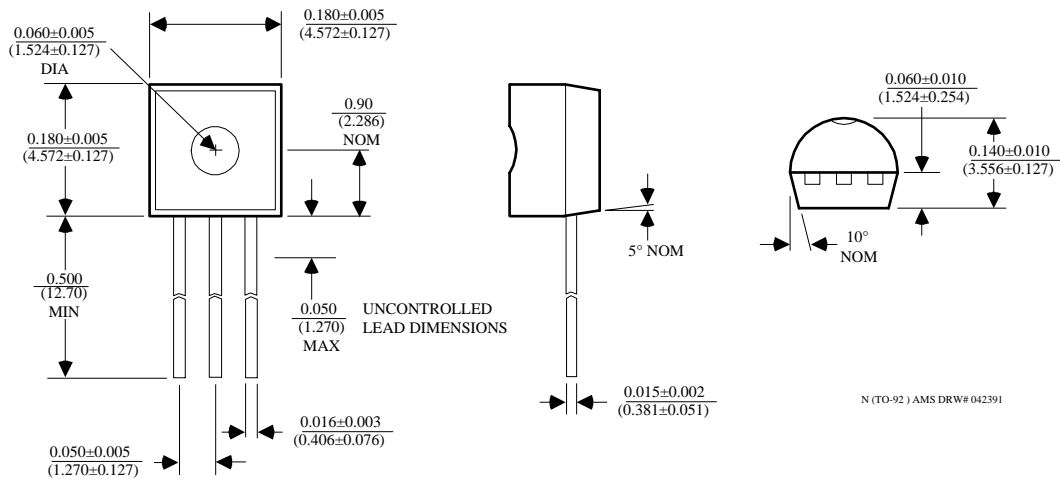 0.180±0.005
(4.572±0.127)
0.060±0.005
(1.524±0.127)
DIA
0.180±0.005
(4.572±0.127)
0.90
(2.286)
NOM
0.500
(12.70)
MIN
0.050
(1.270)
MAX
UNCONTROLLED
LEAD DIMENSIONS
0.016±0.003
(0.406±0.076)
0.050±0.005
(1.270±0.127)
5° NOM
0.015±0.002
(0.381±0.051)
0.060±0.010
(1.524±0.254)
0.140±0.010
(3.556±0.127)
10°
NOM
N (TO-92 ) AMS DRW# 042391